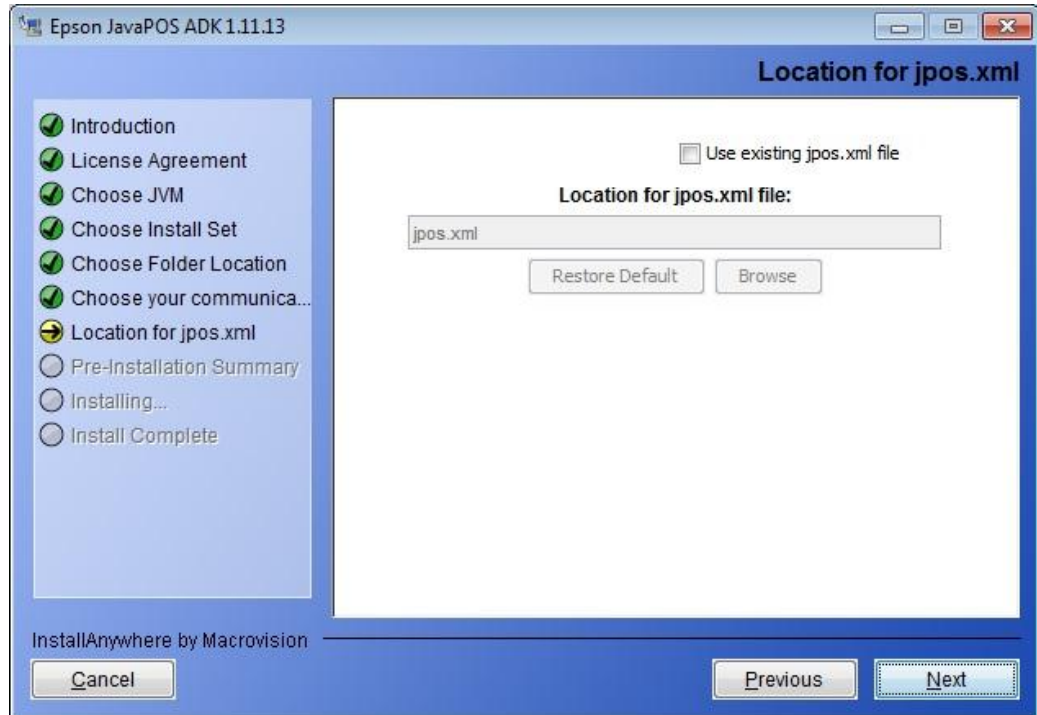 Epson JavaPOS ADK 1.11.13
Location for jpos.xml
Introduction
License Agreement
Choose JVM
Choose Install Set
Choose Folder Location
Choose your communica...
Location for jpos.xml
Pre-Installation Summary
Installing...
Install Complete
Use existing jpos.xml file
Location for jpos.xml file:
jpos.xml
Restore Default Browse
InstallAnywhere by Macrovision
Cancel Previous Next